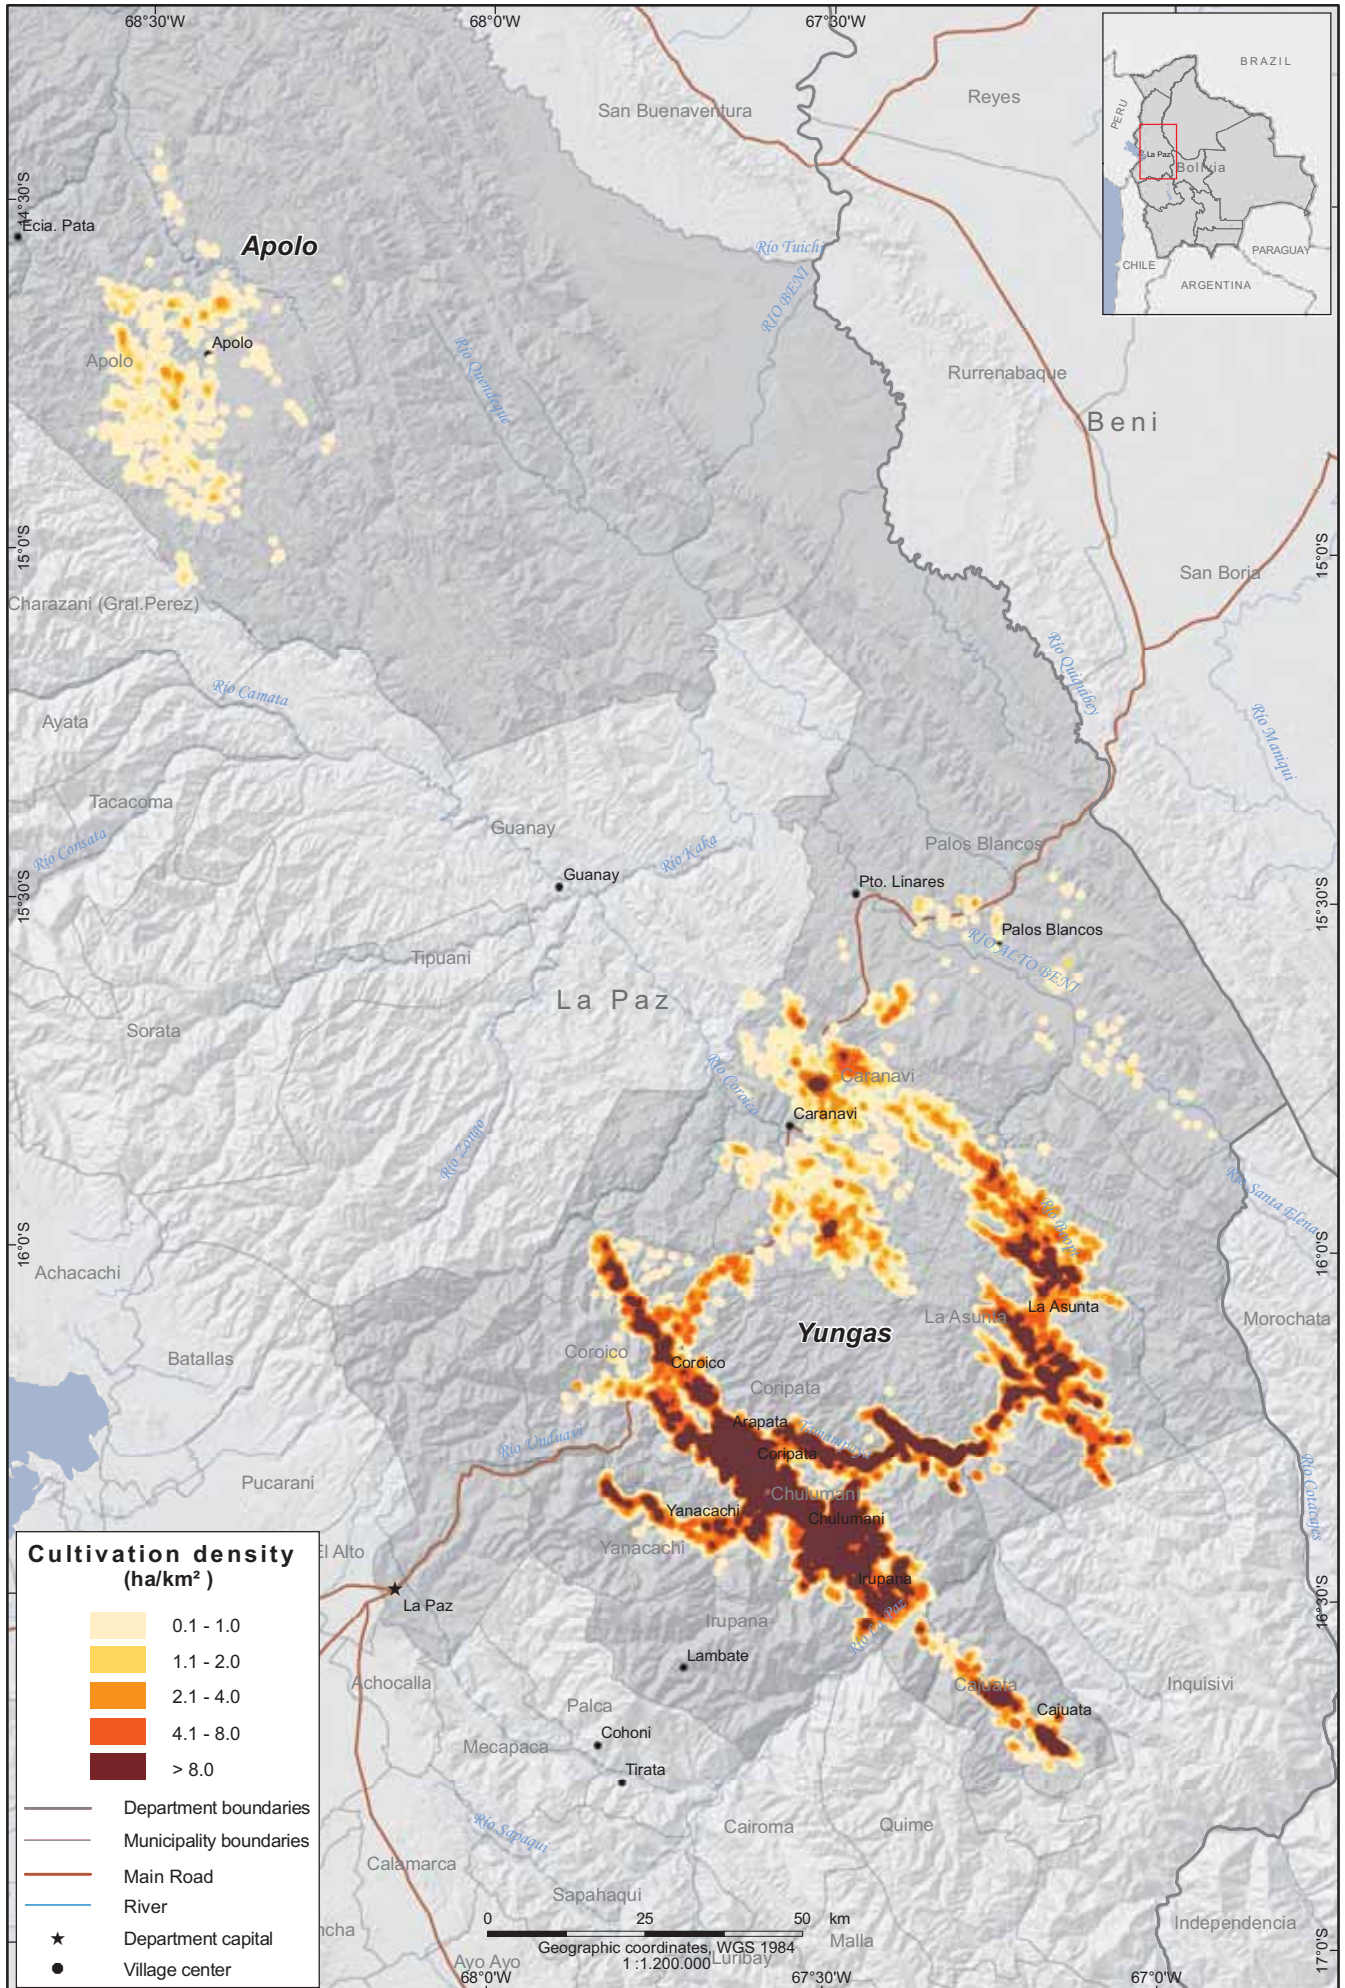 68°30'W
68°0'W
67°30'W
BRAZIL
PERU
La Paz
Bolivia
PARAGUAY
CHILE
ARGENTINA
San Buenaventura
Reyes
14°30'S
Ecia. Pata
Apolo
Río Tuichi
RIO BENI
Apolo
Apolo
Río Quendeque
Rurrenabaque
Beni
15°0'S
15°0'S
San Borja
Charazani (Gral.Perez)
Río Quiquibey
Río Camata
Río Maniqui
Ayata
Tacacoma
Guanay
Río Consata
Río Kaka
Palos Blancos
Guanay
Pto. Linares
15°30'S
15°30'S
Palos Blancos
RIO ALTO BENI
Tipuani
La Paz
Sorata
Río Coroico
Caranavi
Caranavi
Río Zongo
Río Santa Elena
Río Boopi
16°0'S
16°0'S
Achacachi
La Asunta
La Asunta
Morochata
Yungas
Batallas
Coroico
Coroico
Coripata
Arapata
Río Unduavi
Tamampaya
Coripata
Pucarani
Chulumani
Río Cotacajes
Yanacachi
Chulumani
Yanacachi
El Alto
Irupana
La Paz
Río La Paz
16°30'S
Irupana
Lambate
Achocalla
Cajuata
Inquisivi
Palca
Cajuata
Cohoni
Mecapaca
Tirata
Río Sapaqui
Cairoma
Quime
Calamarca
Sapahaqui
Independencia
ncha
Malla
Ayo Ayo
Luribay
17°0'S
Cultivation density
(ha/km² )
0.1 - 1.0
1.1 - 2.0
2.1 - 4.0
4.1 - 8.0
> 8.0
Department boundaries
Municipality boundaries
Main Road
River
Department capital
Village center
0 25 50 km
Geographic coordinates, WGS 1984
1 :1.200.000
68°0'W
67°30'W
67°0'W